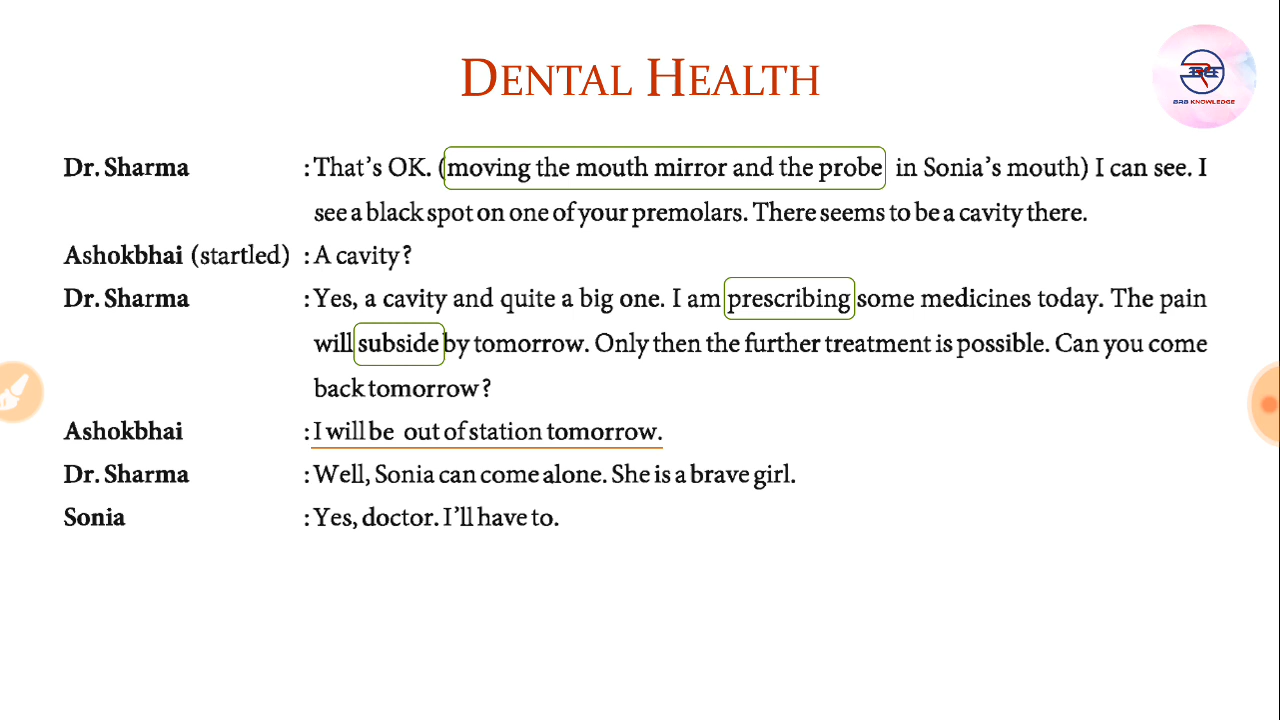 DENTAL HEALTH
BRB KNOWLEDGE
Dr. Sharma : That's OK. (moving the mouth mirror and the probe in Sonia's mouth) I can see. I
see a black spot on one of your premolars. There seems to be a cavity there.
Ashokbhai (startled) : A cavity?
Dr. Sharma : Yes, a cavity and quite a big one. I am prescribing some medicines today. The pain
will subside by tomorrow. Only then the further treatment is possible. Can you come
back tomorrow?
Ashokbhai : I will be out of station tomorrow.
Dr. Sharma : Well, Sonia can come alone. She is a brave girl.
Sonia : Yes, doctor. I'll have to.